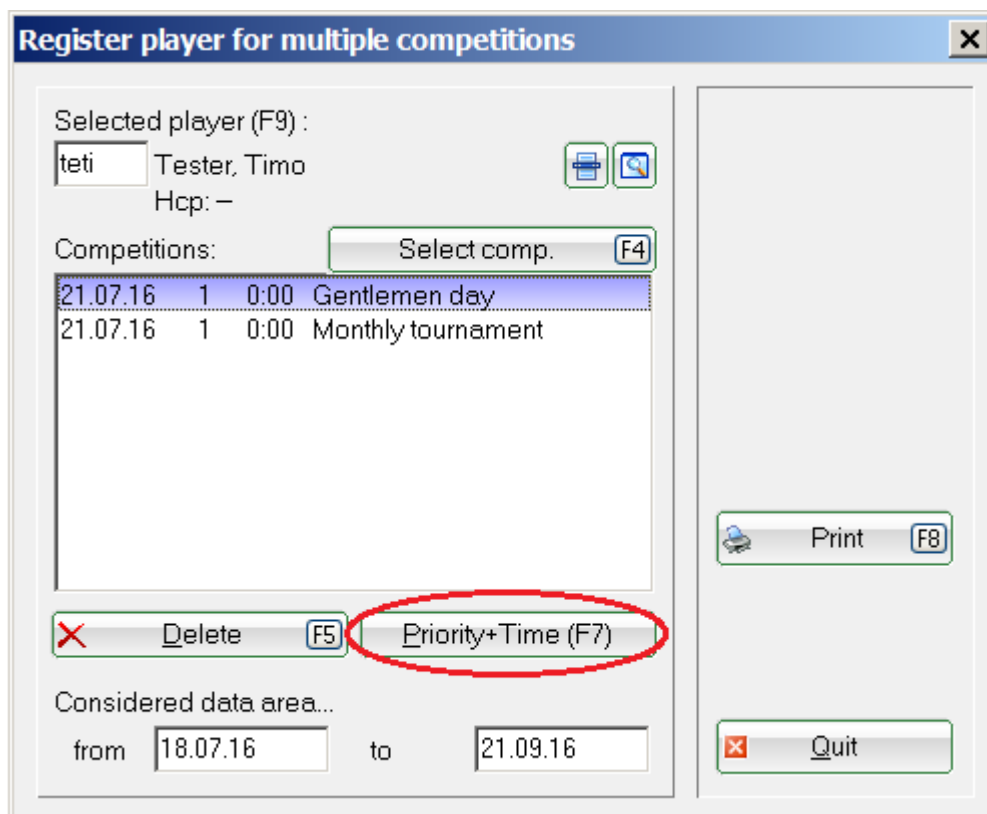 Register player for multiple competitions
Selected player (F9) :
teti Tester, Timo
Hcp: –
Competitions: Select comp. F4
21.07.16 1 0:00 Gentlemen day
21.07.16 1 0:00 Monthly tournament
Print F8
Delete F5 Priority+Time (F7)
Considered data area...
from 18.07.16 to 21.09.16
Quit